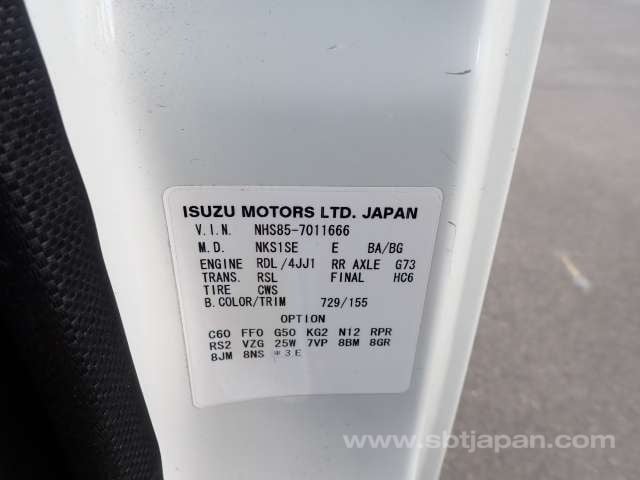 ISUZU MOTORS LTD. JAPAN
V.I.N. NHS85-7011666
M.D. NKS1SE E BA/BG
ENGINE RDL/4JJ1 RR AXLE G73
TRANS. RSL FINAL HC6
TIRE CWS
B.COLOR/TRIM 729/155
OPTION
C60 FF0 G50 KG2 N12 RPR
RS2 VZG 25W 7VP 8BM 8GR
8JM 8NS *3E
www.sbtjapan.com